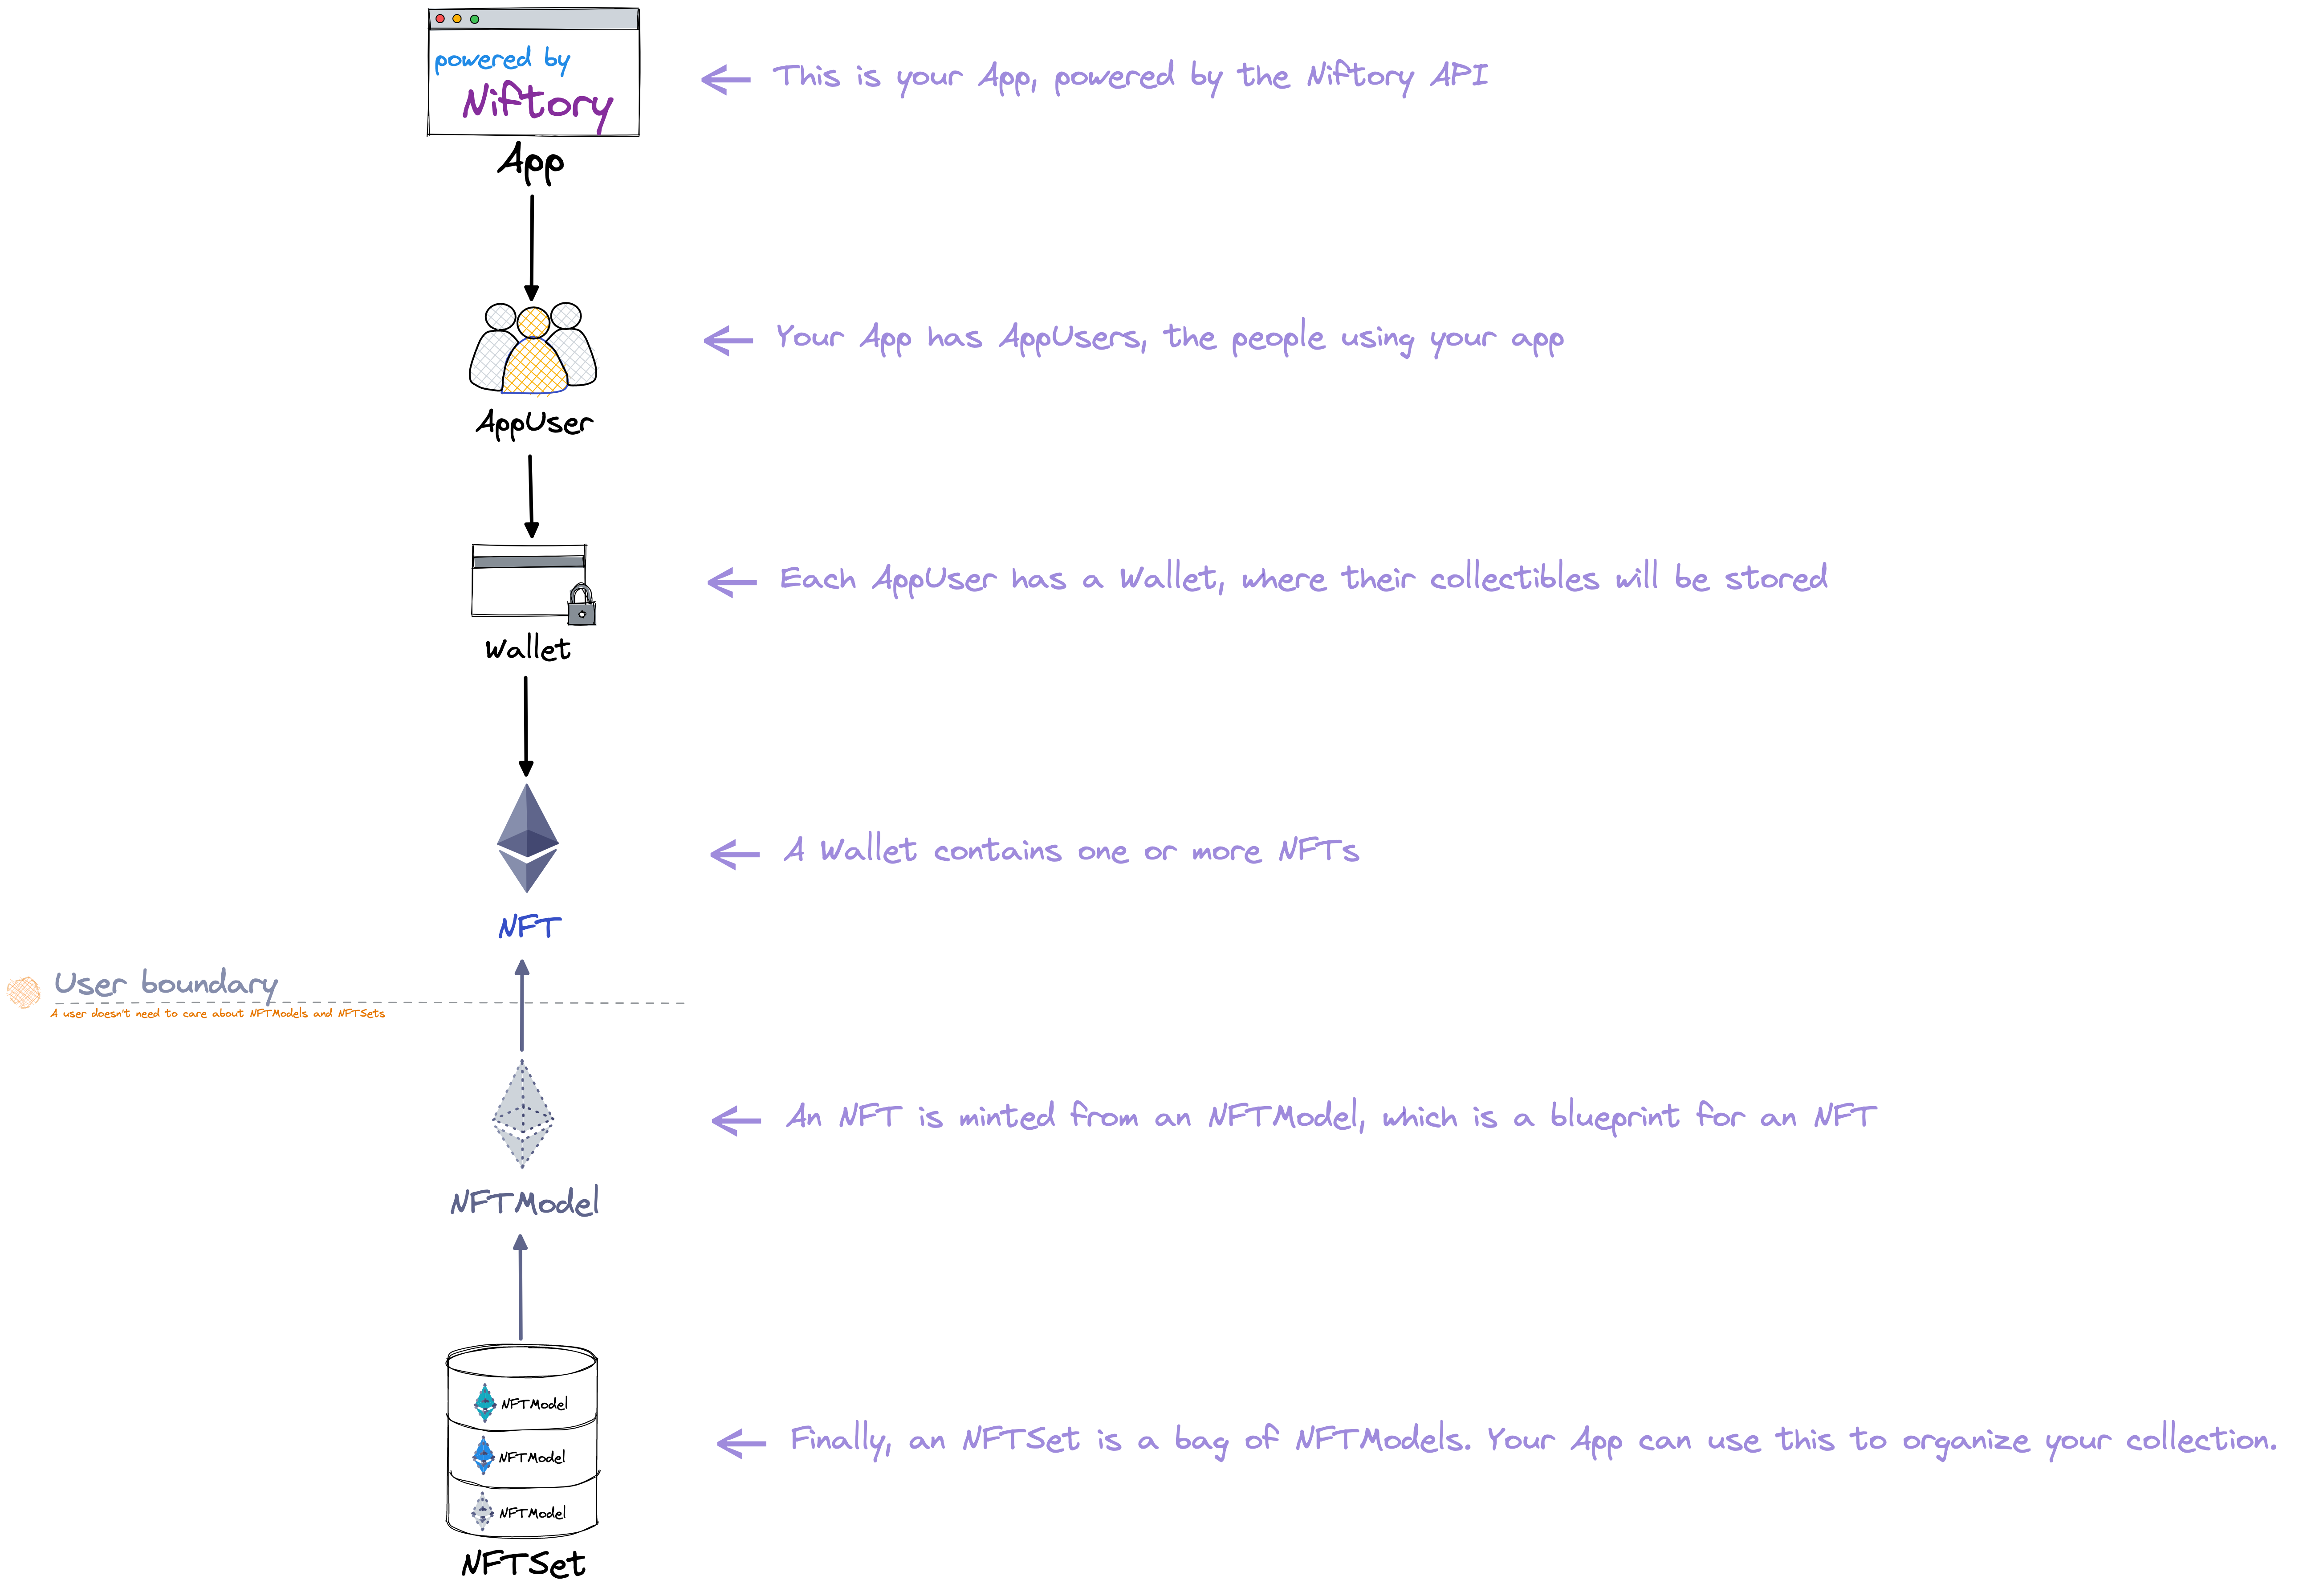 powered by
Niftory
This is your App, powered by the Niftory API
App
Your App has AppUsers, the people using your app
AppUser
Each AppUser has a Wallet, where their collectibles will be stored
Wallet
A Wallet contains one or more NFTs
NFT
User boundary
A user doesn't need to care about NFTModels and NFTSets
An NFT is minted from an NFTModel, which is a blueprint for an NFT
NFTModel
NFTModel
Finally, an NFTSet is a bag of NFTModels. Your App can use this to organize your collection.
NFTModel
NFTModel
NFTSet